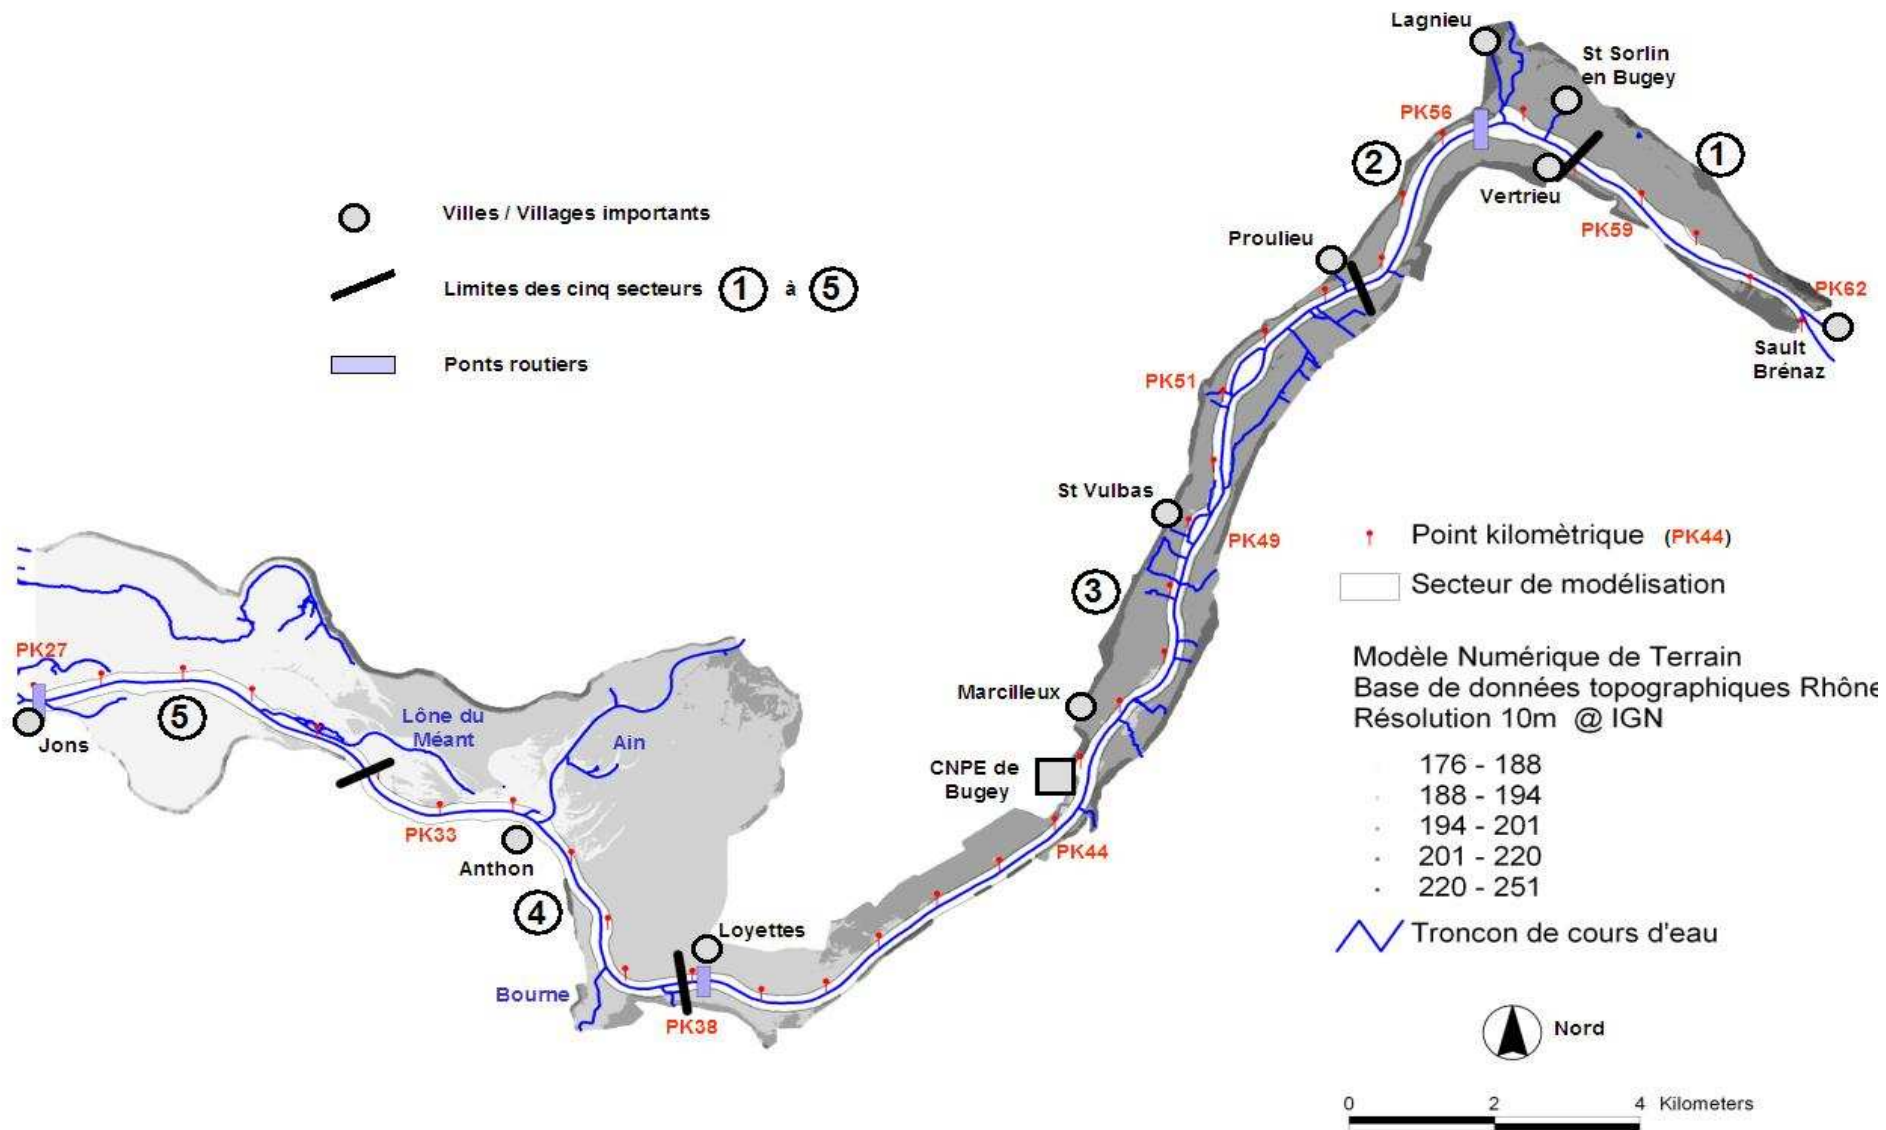 Lagnieu
St Sorlin
en Bugey
PK56
2
1
Vertrieu
PK59
Villes / Villages importants
Proulieu
Limites des cinq secteurs 1 à 5
PK62
Sault
Brénaz
Ponts routiers
PK51
St Vulbas
PK49
Point kilomètrique (PK44)
3
Secteur de modélisation
PK27
Modèle Numérique de Terrain
Base de données topographiques Rhône
Résolution 10m @ IGN
Marcilleux
5
Jons
Lône du
Méant
Ain
CNPE de
Bugey
176 - 188
188 - 194
194 - 201
201 - 220
220 - 251
PK33
Anthon
PK44
4
Loyettes
Troncon de cours d'eau
Bourne
PK38
Nord
0 2 4 Kilometers